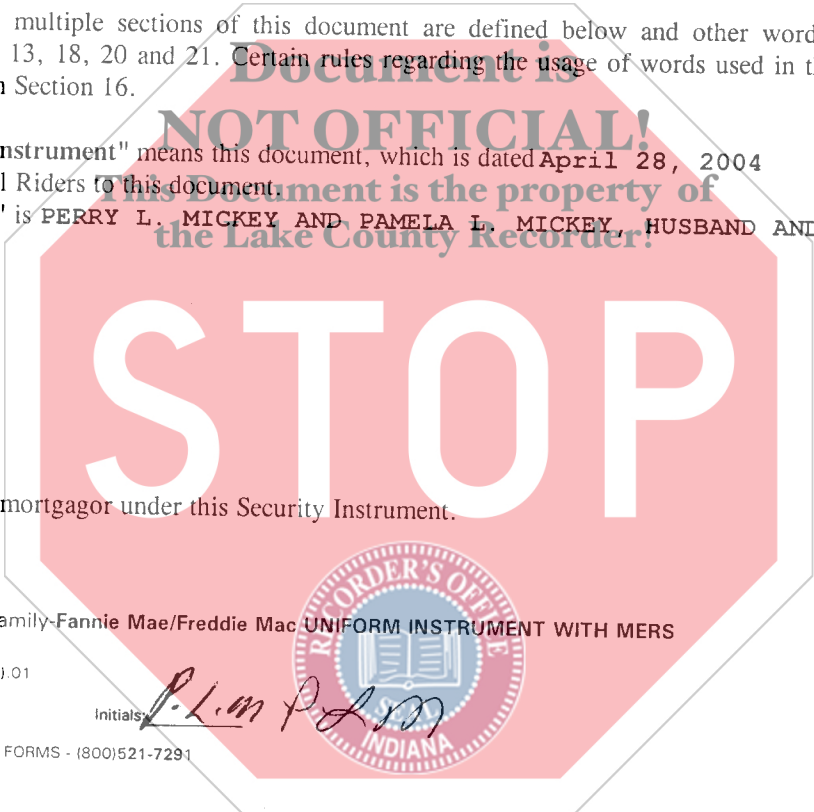 multiple sections of this document are defined below and other word
13, 18, 20 and 21. Certain rules regarding the usage of words used in t
Section 16.
Document is
NOT OFFICIAL!
This Document is the property of
the Lake County Recorder!
nstrument" means this document, which is dated April 28, 2004
l Riders to this document.
" is PERRY L. MICKEY AND PAMELA L. MICKEY, HUSBAND AND
STOP
mortgagor under this Security Instrument.
RECORDER'S OFFICE
SEAL
INDIANA
amily-Fannie Mae/Freddie Mac UNIFORM INSTRUMENT WITH MERS
).01
Initials: P.L.M PLM
FORMS - (800)521-7291